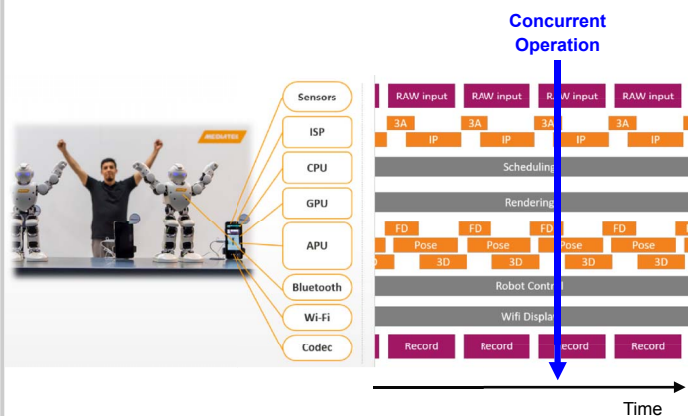 Concurrent
Operation
MEDIATEK
Sensors
ISP
CPU
GPU
APU
Bluetooth
Wi-Fi
Codec
RAW input RAW input RAW input RAW input
3A 3A 3A 3A
IP IP IP IP
Scheduling
Rendering
FD FD FD FD
Pose Pose Pose Pose
3D 3D 3D 3D
Robot Control
Wifi Display
Record Record Record Record
Time